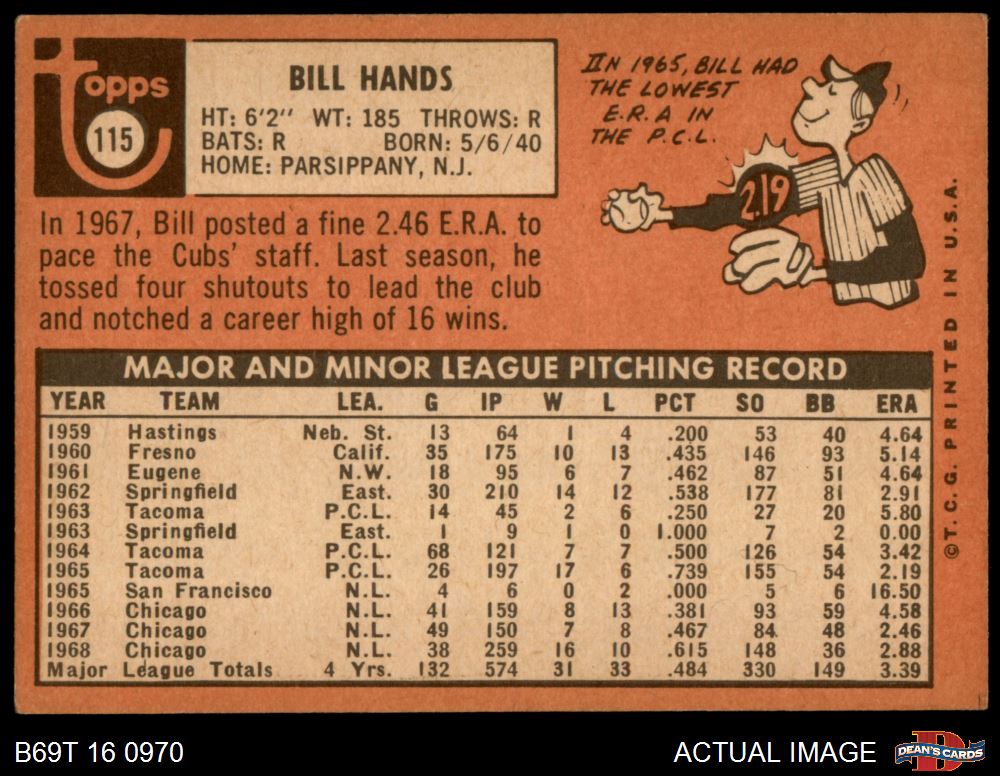 Topps
115
BILL HANDS
HT: 6'2" WT: 185 THROWS: R
BATS: R BORN: 5/6/40
HOME: PARSIPPANY, N.J.
IN 1965, BILL HAD
THE LOWEST
E.R.A IN
THE P.C.L.
2.19
In 1967, Bill posted a fine 2.46 E.R.A. to
pace the Cubs' staff. Last season, he
tossed four shutouts to lead the club
and notched a career high of 16 wins.
MAJOR AND MINOR LEAGUE PITCHING RECORD
YEAR TEAM LEA. G IP W L PCT SO BB ERA
1959 Hastings Neb. St. 13 64 1 4 .200 53 40 4.64
1960 Fresno Calif. 35 175 10 13 .435 146 93 5.14
1961 Eugene N.W. 18 95 6 7 .462 87 51 4.64
1962 Springfield East. 30 210 14 12 .538 177 81 2.91
1963 Tacoma P.C.L. 14 45 2 6 .250 27 20 5.80
1963 Springfield East. 1 9 1 0 1.000 7 2 0.00
1964 Tacoma P.C.L. 68 121 7 7 .500 126 54 3.42
1965 Tacoma P.C.L. 26 197 17 6 .739 155 54 2.19
1965 San Francisco N.L. 4 6 0 2 .000 5 6 16.50
1966 Chicago N.L. 41 159 8 13 .381 93 59 4.58
1967 Chicago N.L. 49 150 7 8 .467 84 48 2.46
1968 Chicago N.L. 38 259 16 10 .615 148 36 2.88
Major League Totals 4 Yrs. 132 574 31 33 .484 330 149 3.39
©T.C.G. PRINTED IN U.S.A.
B69T 16 0970
ACTUAL IMAGE
D
DEAN'S CARDS